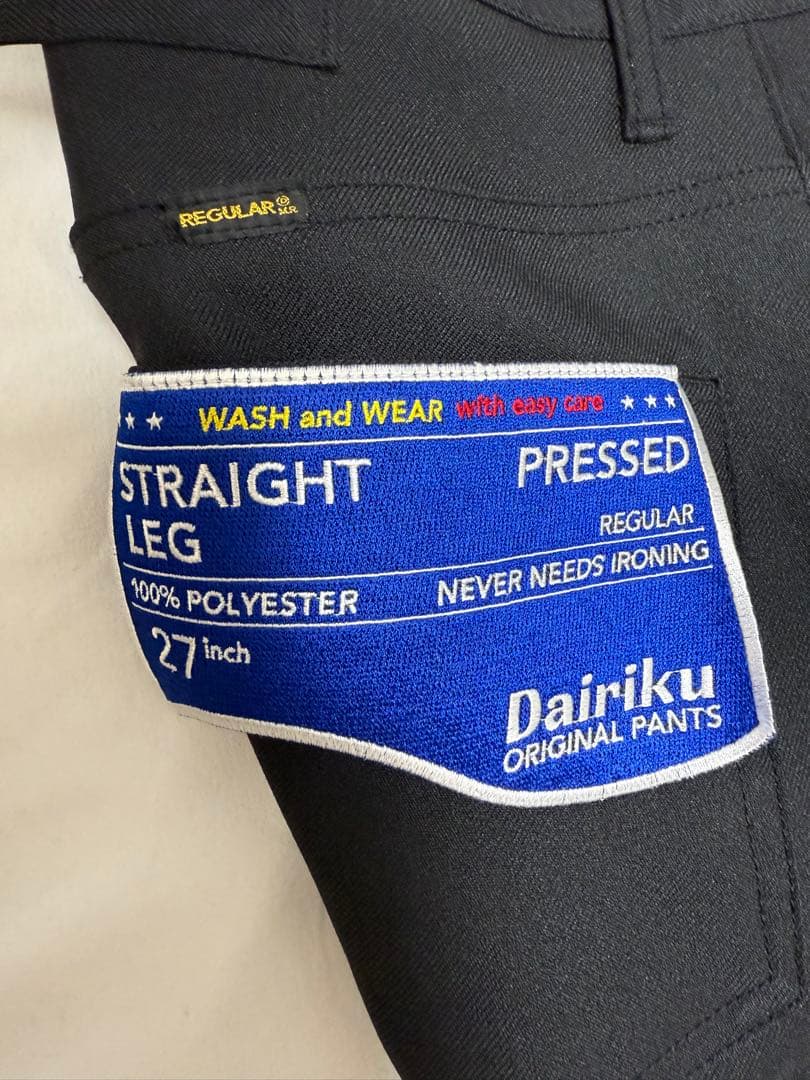 REGULAR
WASH and WEAR with easy care
STRAIGHT LEG
PRESSED
REGULAR
100% POLYESTER
NEVER NEEDS IRONING
27 inch
Dairiku
ORIGINAL PANTS